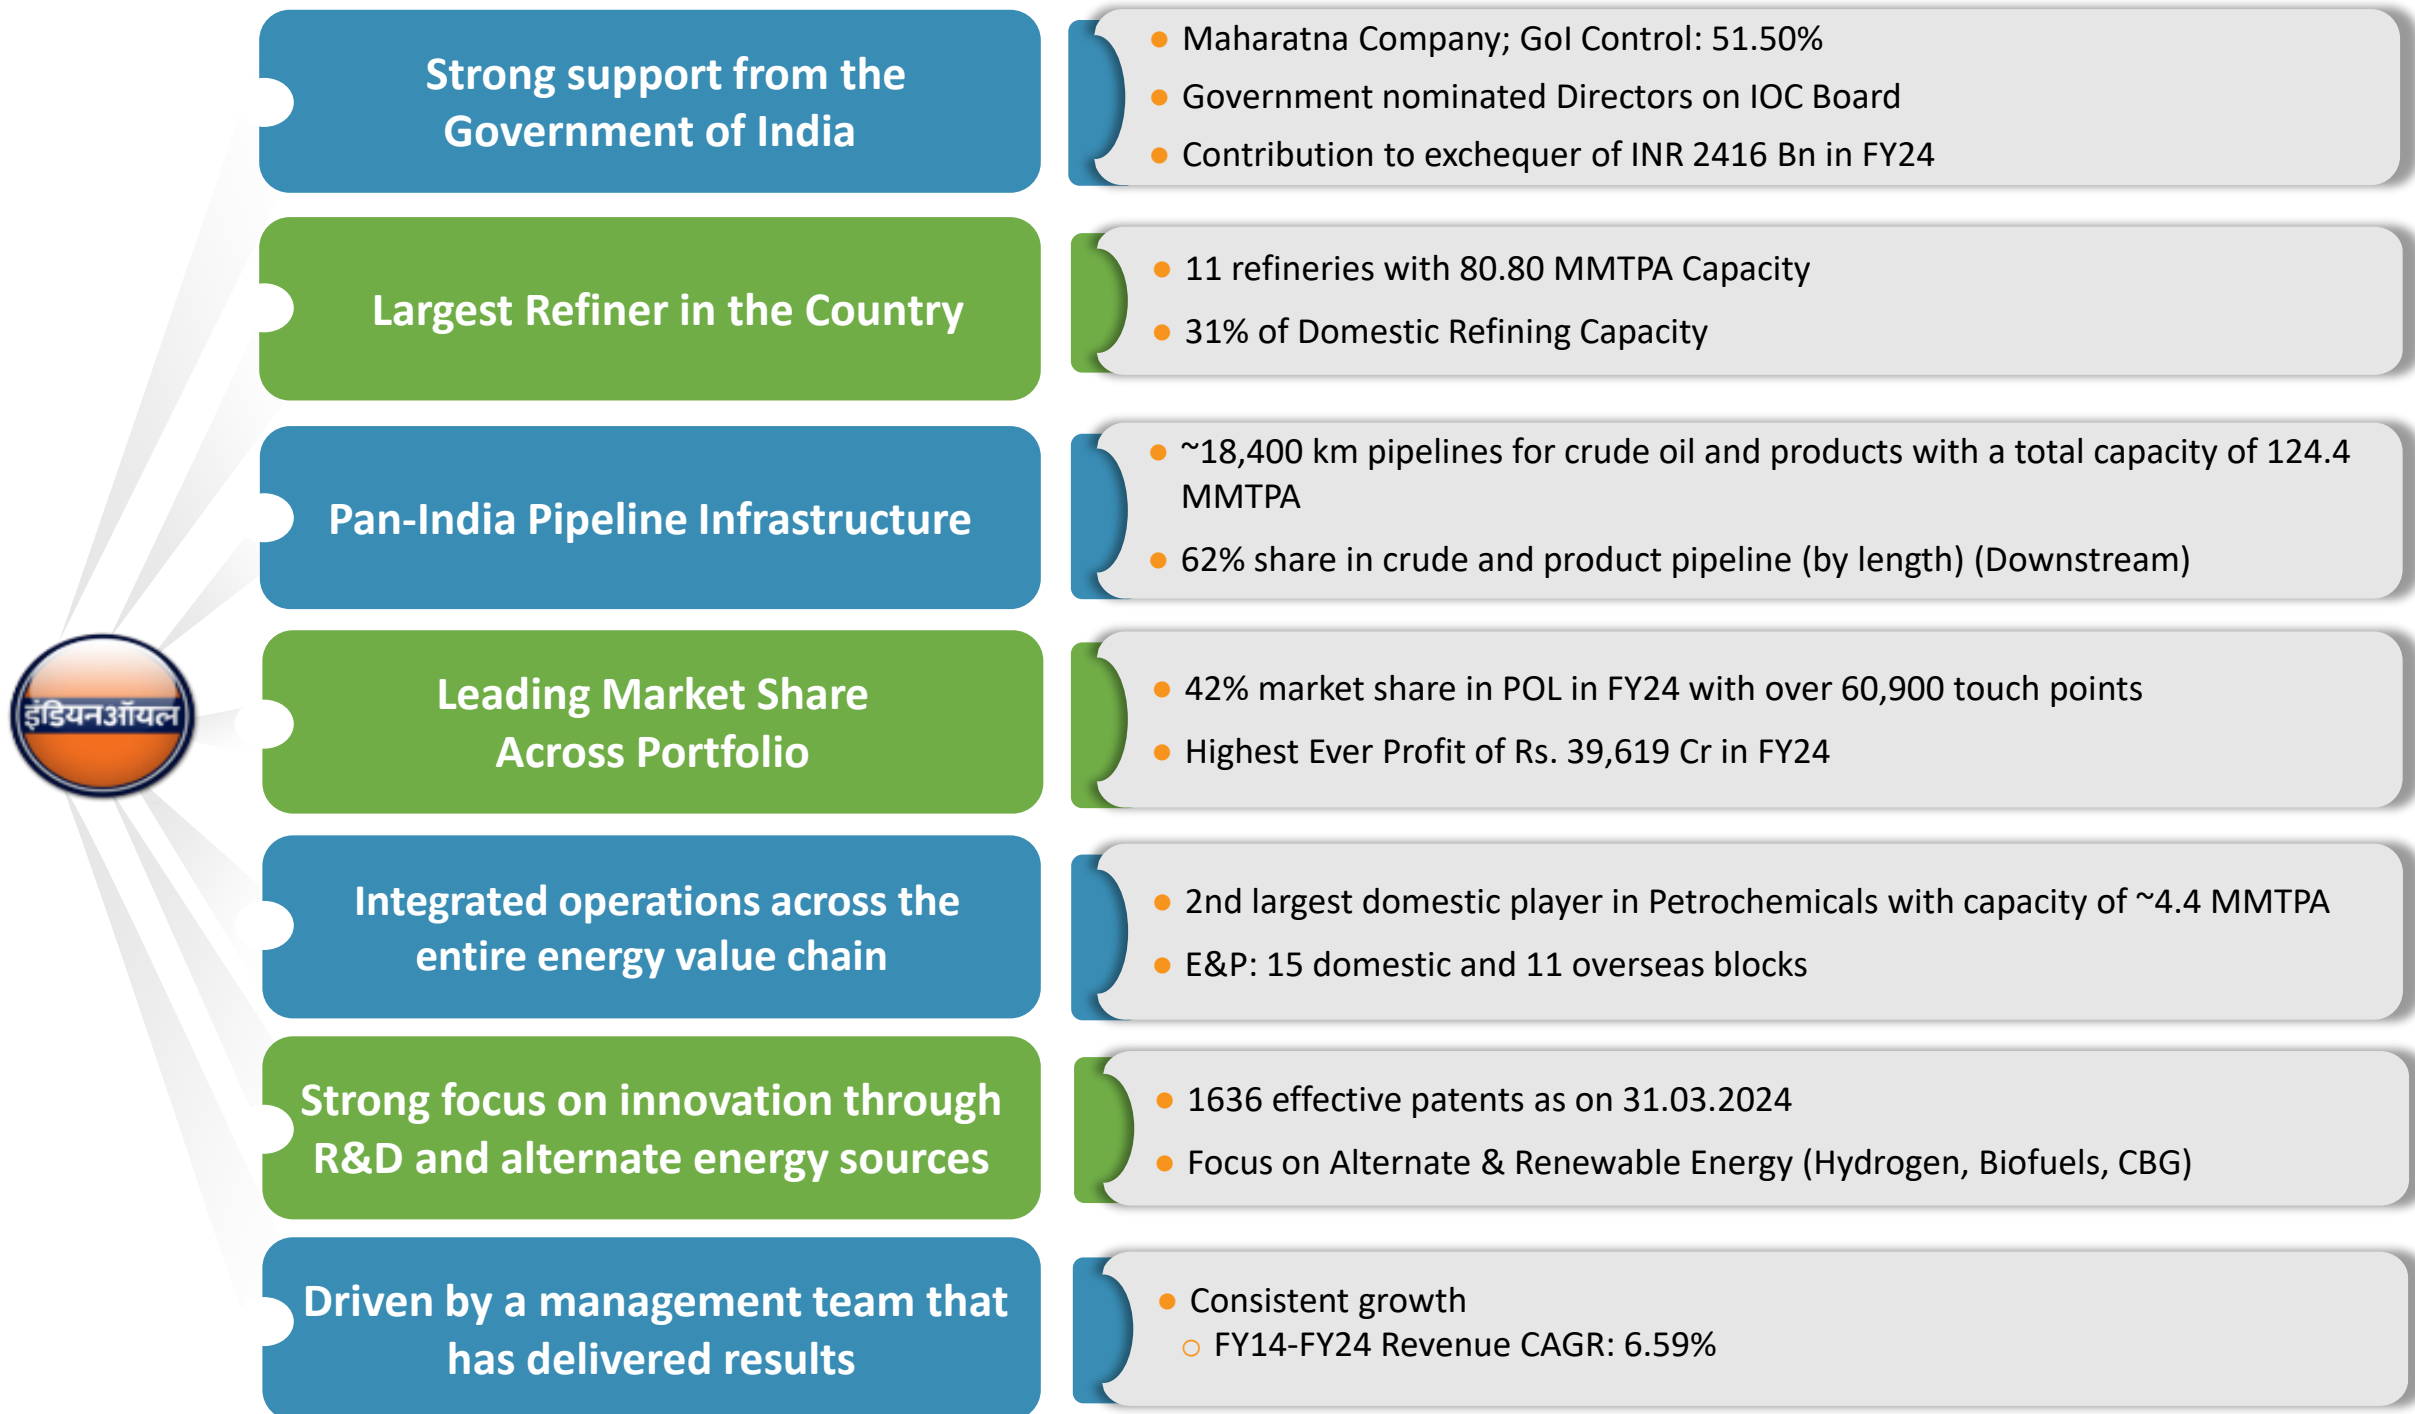 Strong support from the
Government of India
● Maharatna Company; GoI Control: 51.50%
● Government nominated Directors on IOC Board
● Contribution to exchequer of INR 2416 Bn in FY24
Largest Refiner in the Country
● 11 refineries with 80.80 MMTPA Capacity
● 31% of Domestic Refining Capacity
Pan-India Pipeline Infrastructure
● ~18,400 km pipelines for crude oil and products with a total capacity of 124.4
MMTPA
● 62% share in crude and product pipeline (by length) (Downstream)
इंडियनऑयल
Leading Market Share
Across Portfolio
● 42% market share in POL in FY24 with over 60,900 touch points
● Highest Ever Profit of Rs. 39,619 Cr in FY24
Integrated operations across the
entire energy value chain
● 2nd largest domestic player in Petrochemicals with capacity of ~4.4 MMTPA
● E&P: 15 domestic and 11 overseas blocks
Strong focus on innovation through
R&D and alternate energy sources
● 1636 effective patents as on 31.03.2024
● Focus on Alternate & Renewable Energy (Hydrogen, Biofuels, CBG)
Driven by a management team that
has delivered results
● Consistent growth
○ FY14-FY24 Revenue CAGR: 6.59%